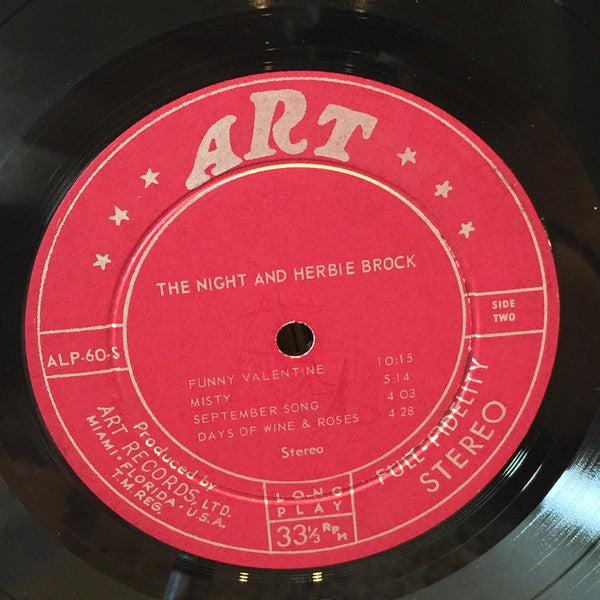 ART
THE NIGHT AND HERBIE BROCK
SIDE
TWO
ALP-60-S
FUNNY VALENTINE 10:15
MISTY 5:14
SEPTEMBER SONG 4 03
DAYS OF WINE & ROSES 4 28
Stereo
Produced by
ART RECORDS, LTD.
MIAMI • FLORIDA • U.S.A.
T.M. REG.
LONG
PLAY
33⅓ RPM
FULL-FIDELITY
STEREO